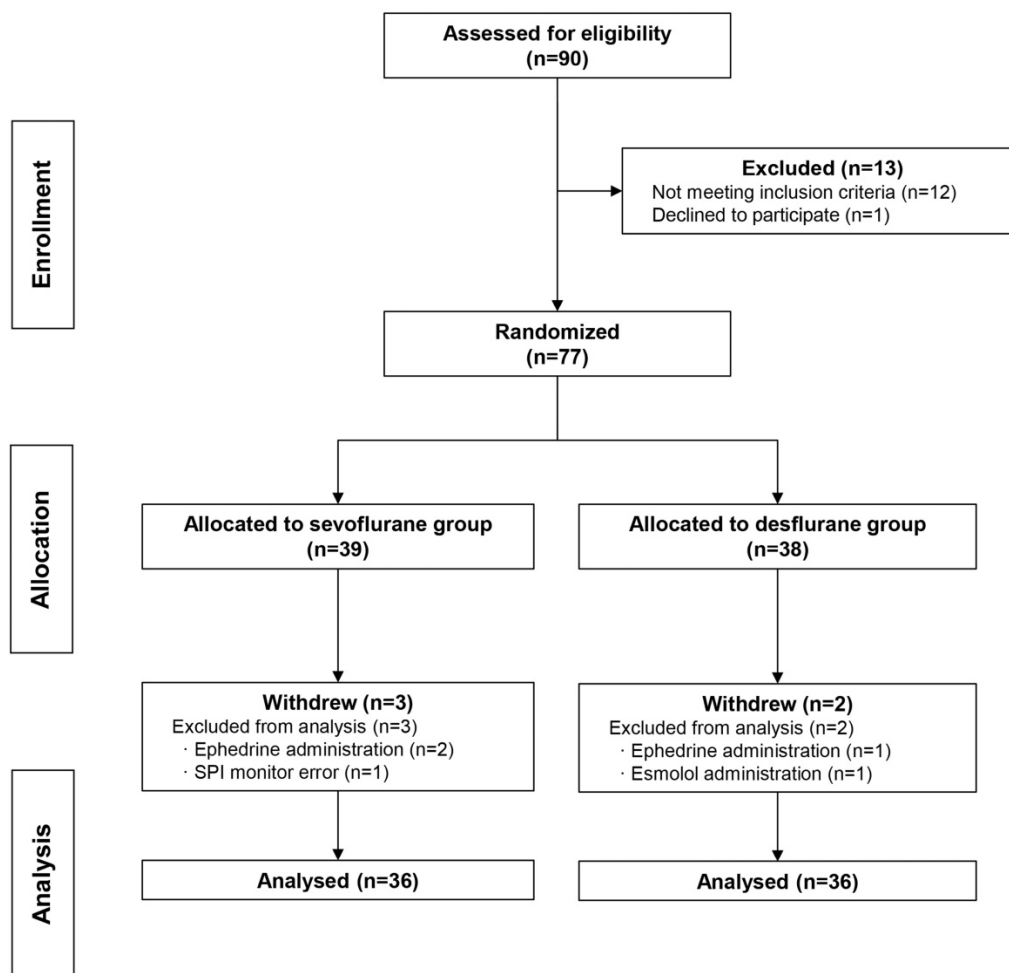 Assessed for eligibility
(n=90)
Enrollment
Excluded (n=13)
Not meeting inclusion criteria (n=12)
Declined to participate (n=1)
Randomized
(n=77)
Allocation
Allocated to sevoflurane group
(n=39)
Allocated to desflurane group
(n=38)
Withdrew (n=3)
Excluded from analysis (n=3)
· Ephedrine administration (n=2)
· SPI monitor error (n=1)
Withdrew (n=2)
Excluded from analysis (n=2)
· Ephedrine administration (n=1)
· Esmolol administration (n=1)
Analysis
Analysed (n=36)
Analysed (n=36)